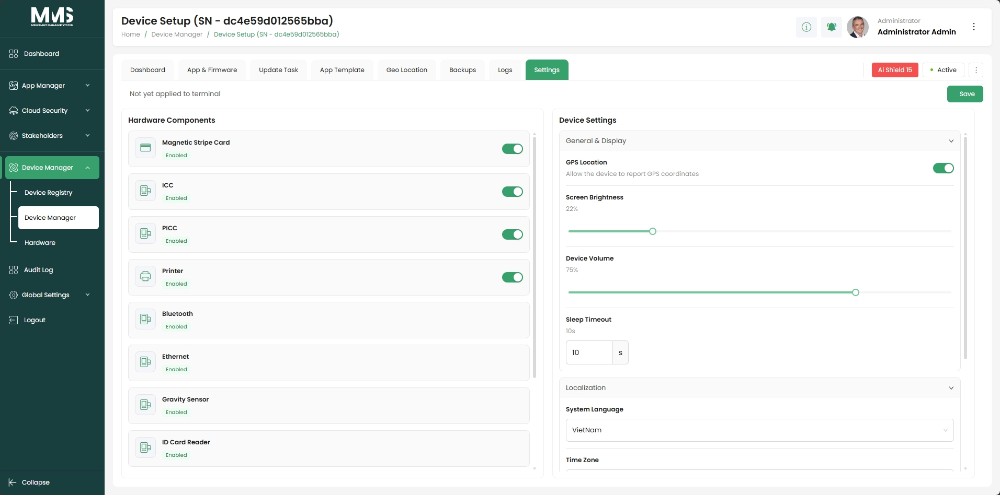 MMS
MERCHANT MANAGER SYSTEM
Dashboard
App Manager
Cloud Security
Stakeholders
Device Manager
Device Registry
Device Manager
Hardware
Audit Log
Global Settings
Logout
Collapse
Device Setup (SN - dc4e59d012565bba)
Home / Device Manager / Device Setup (SN - dc4e59d012565bba)
Administrator
Administrator Admin
Dashboard
App & Firmware
Update Task
App Template
Geo Location
Backups
Logs
Settings
Ai Shield 15
Active
Not yet applied to terminal
Save
Hardware Components
Magnetic Stripe Card
Enabled
ICC
Enabled
PICC
Enabled
Printer
Enabled
Bluetooth
Enabled
Ethernet
Enabled
Gravity Sensor
Enabled
ID Card Reader
Enabled
Device Settings
General & Display
GPS Location
Allow the device to report GPS coordinates
Screen Brightness
22%
Device Volume
75%
Sleep Timeout
10s
10 s
Localization
System Language
VietNam
Time Zone